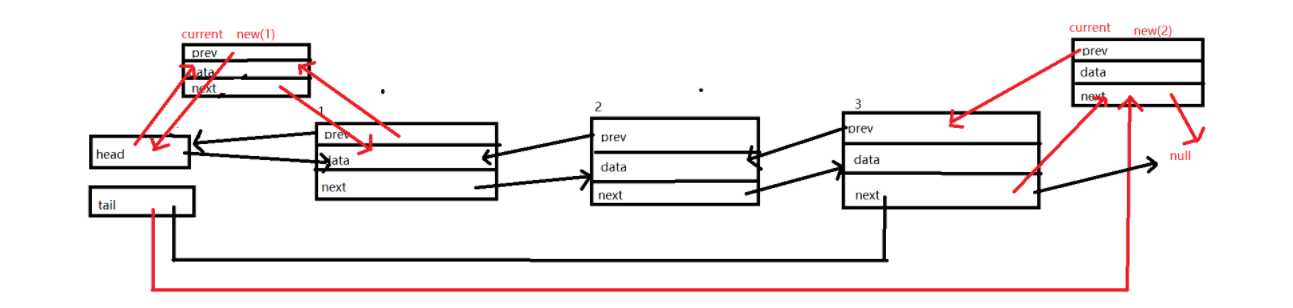 current new(1)
prev
data
next
head
tail
1
prev
data
next
2
prev
data
next
3
prev
data
next
current new(2)
prev
data
next
null